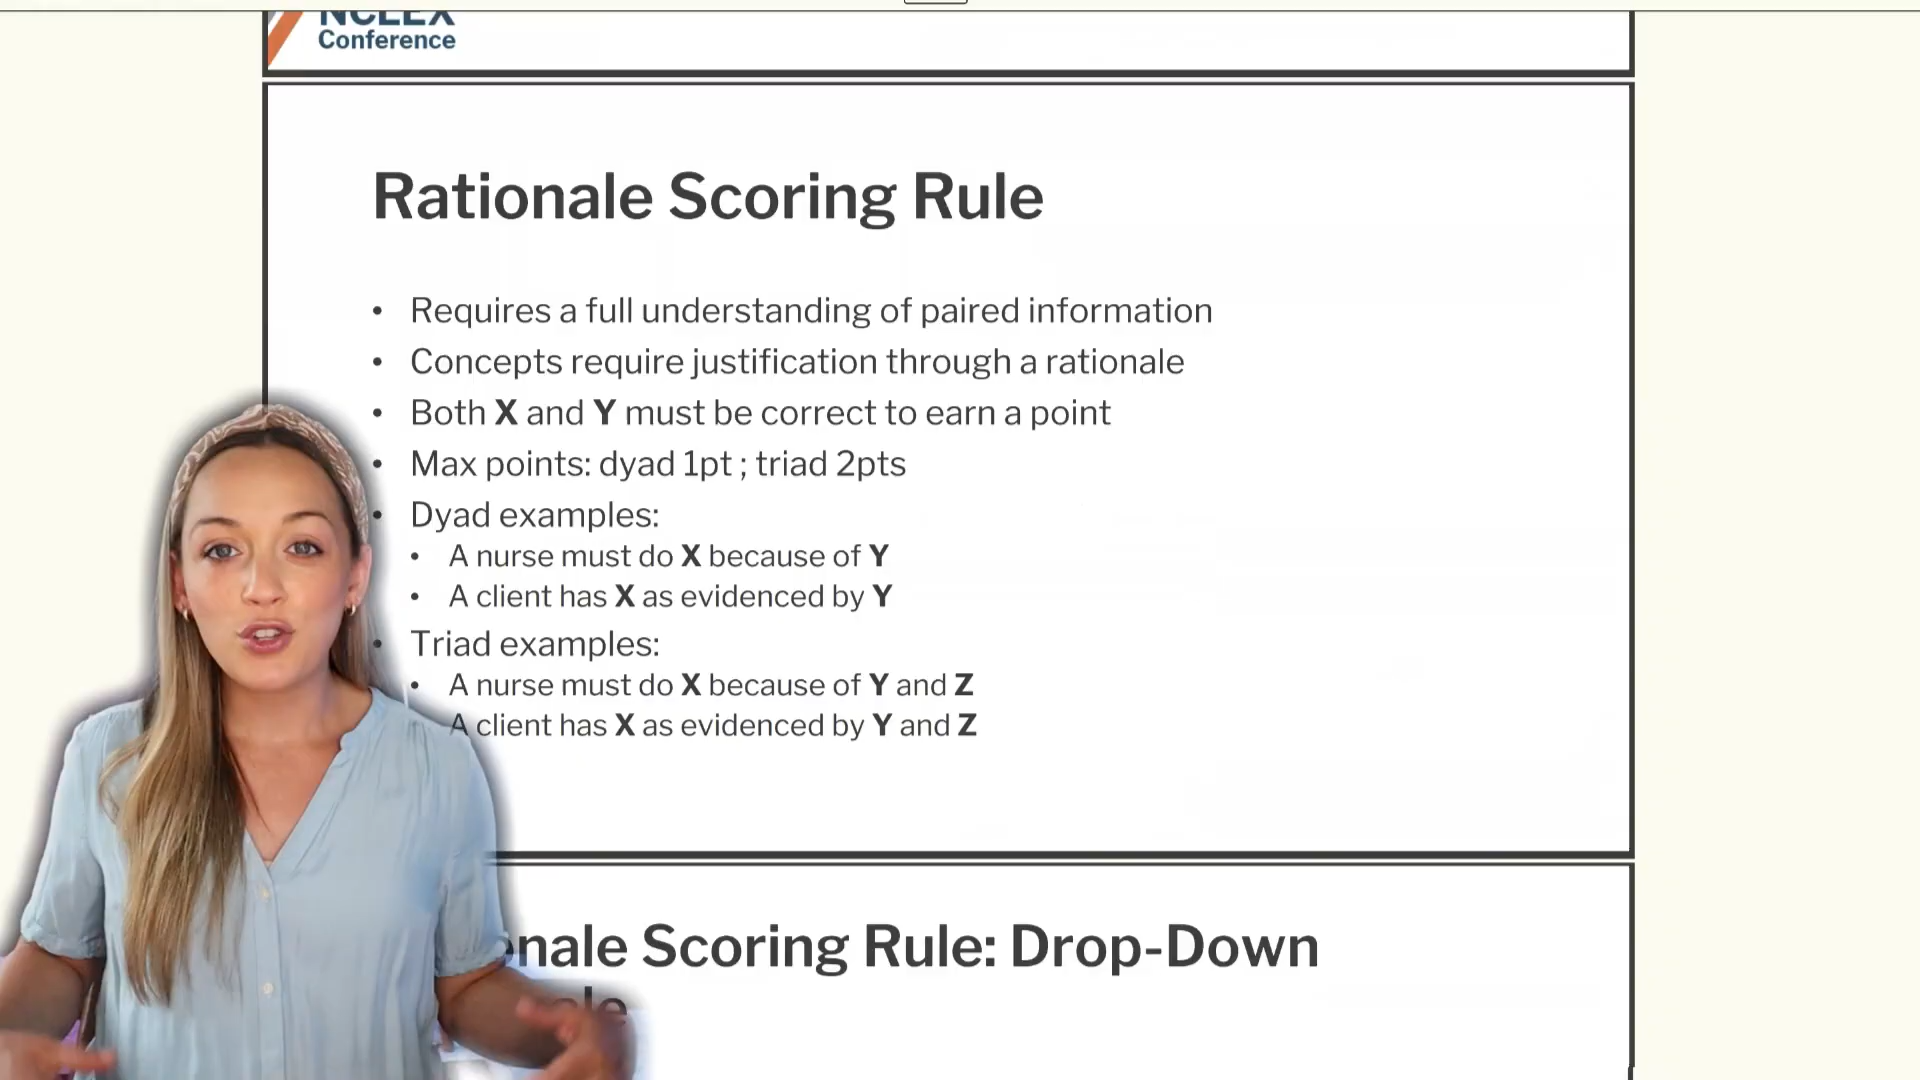 NCLEX
Conference
Rationale Scoring Rule
• Requires a full understanding of paired information
• Concepts require justification through a rationale
• Both X and Y must be correct to earn a point
• Max points: dyad 1pt ; triad 2pts
• Dyad examples:
• A nurse must do X because of Y
• A client has X as evidenced by Y
• Triad examples:
• A nurse must do X because of Y and Z
A client has X as evidenced by Y and Z
nale Scoring Rule: Drop-Down